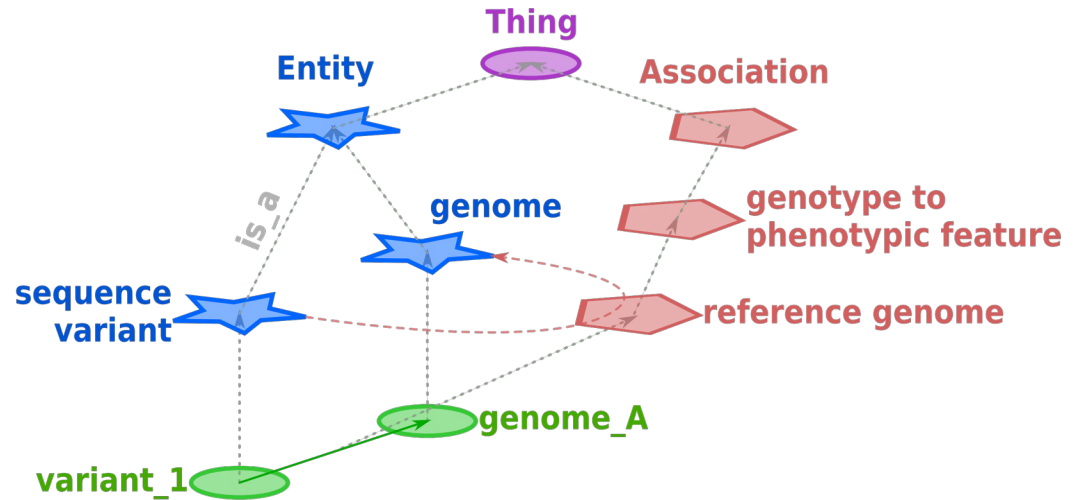 Thing
Entity
Association
is_a
genome
genotype to
phenotypic feature
sequence
variant
reference genome
genome_A
variant_1